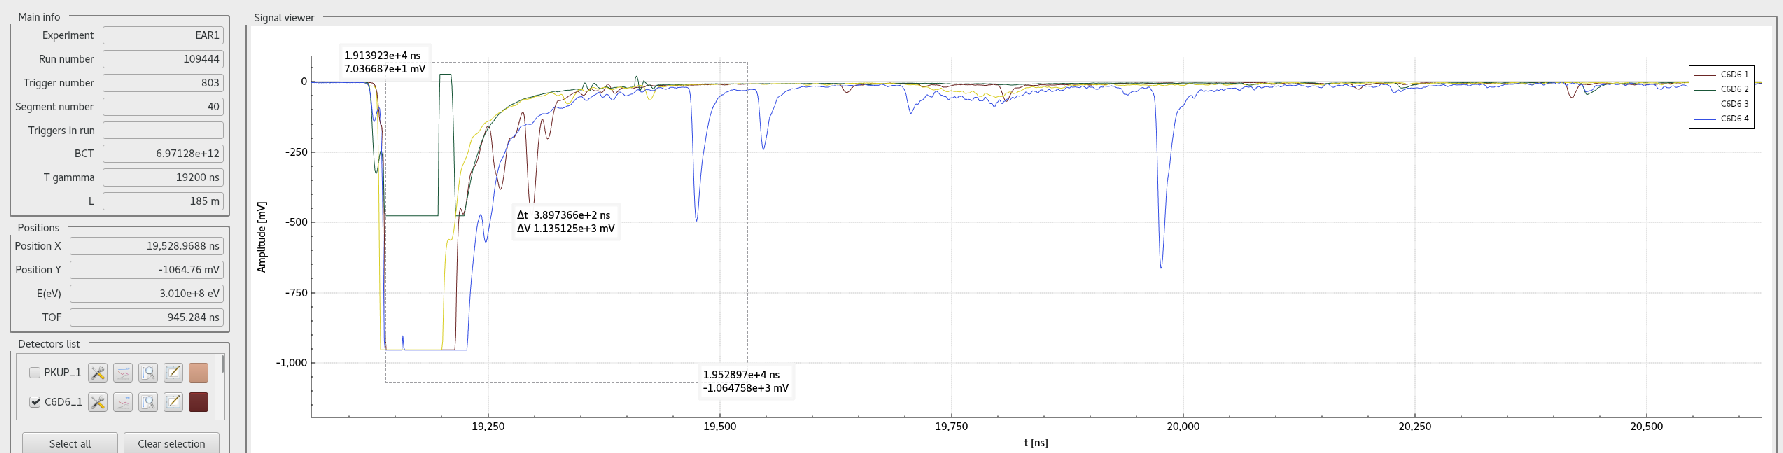 Main info
Experiment EAR1
Run number 109444
Trigger number 803
Segment number 40
Triggers in run
BCT 6.97128e+12
T gammma 19200 ns
L 185 m
Positions
Position X 19,528.9688 ns
Position Y -1064.76 mV
E(eV) 3.010e+8 eV
TOF 945.284 ns
Detectors list
PKUP_1
C6D6_1
Select all Clear selection
Signal viewer
1.913923e+4 ns
7.036687e+1 mV
0
-250
-500
-750
-1,000
Amplitude [mV]
Δt 3.897366e+2 ns
ΔV 1.135125e+3 mV
1.952897e+4 ns
-1.064758e+3 mV
C6D6 1
C6D6 2
C6D6 3
C6D6 4
19,250 19,500 19,750 20,000 20,250 20,500
t [ns]